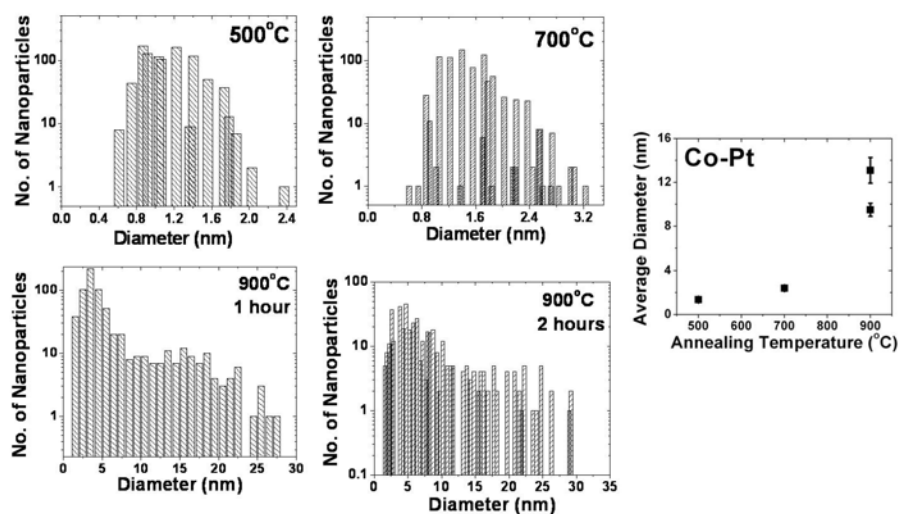 500°C
No. of Nanoparticles
100
10
1
0.0 0.4 0.8 1.2 1.6 2.0 2.4
Diameter (nm)
700°C
No. of Nanoparticles
100
10
1
0.0 0.8 1.6 2.4 3.2
Diameter (nm)
Co-Pt
Average Diameter (nm)
16
12
8
4
0
500 600 700 800 900
Annealing Temperature (°C)
900°C
1 hour
No. of Nanoparticles
100
10
1
0 5 10 15 20 25 30
Diameter (nm)
900°C
2 hours
No. of Nanoparticles
100
10
1
0.1
0 5 10 15 20 25 30 35
Diameter (nm)